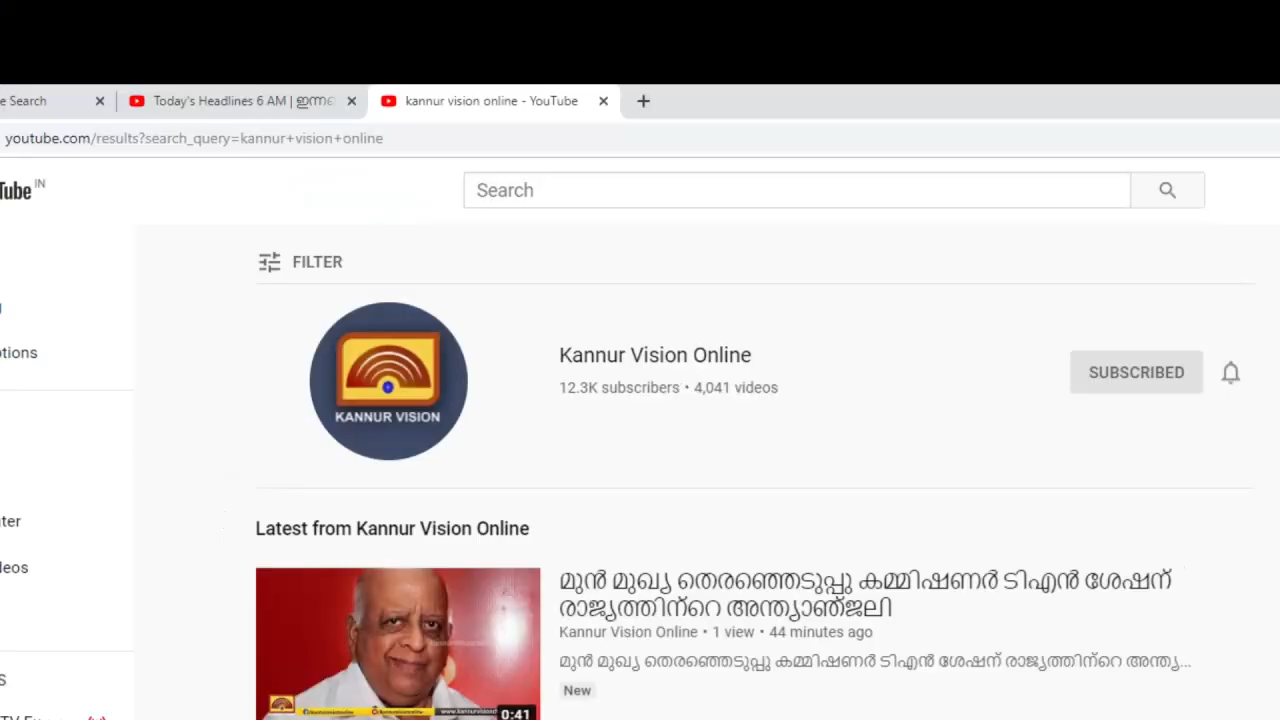 e Search
Today's Headlines 6 AM | ഇന്നത്
kannur vision online - YouTube
youtube.com/results?search_query=kannur+vision+online
Tube IN
Search
FILTER
otions
KANNUR VISION
Kannur Vision Online
12.3K subscribers • 4,041 videos
SUBSCRIBED
ter
leos
Latest from Kannur Vision Online
മുൻ മുഖ്യ തെരഞ്ഞെടുപ്പു കമ്മിഷണർ ടിഎൻ ശേഷന്
രാജ്യത്തിന്റെ അന്ത്യാഞ്ജലി
Kannur Vision Online • 1 view • 44 minutes ago
മുൻ മുഖ്യ തെരഞ്ഞെടുപ്പു കമ്മിഷണർ ടിഎൻ ശേഷന് രാജ്യത്തിന്റെ അന്ത്യ...
New
S
0:41